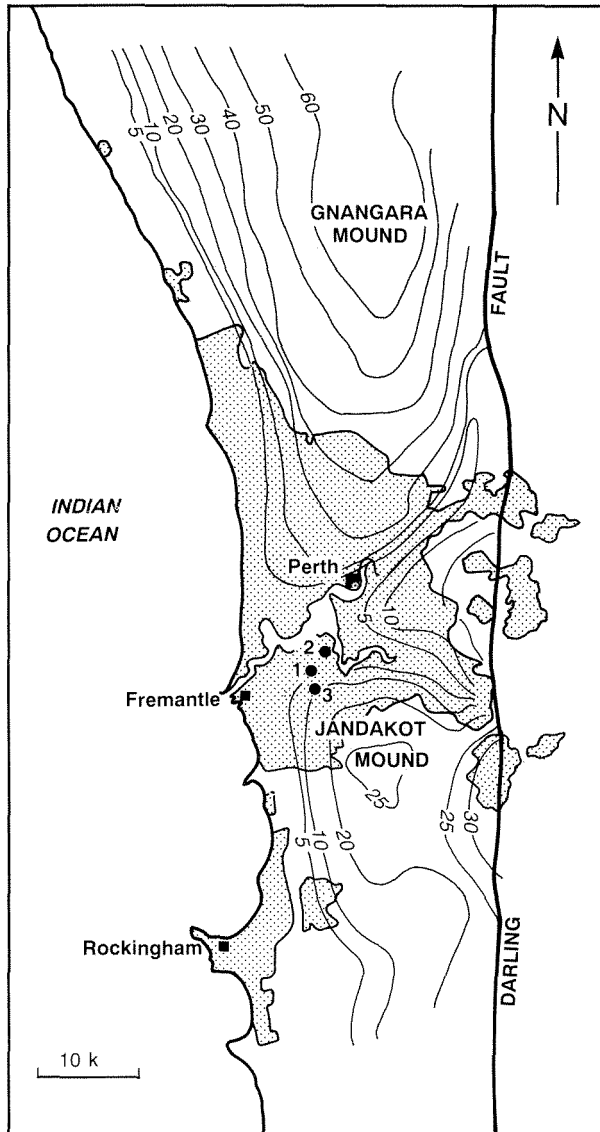 5
10
20
30
40
50
60
N
GNANGARA
MOUND
FAULT
INDIAN
OCEAN
Perth
5
10
2
1
3
Fremantle
JANDAKOT
MOUND
25
5
10
20
25
30
Rockingham
DARLING
10 k